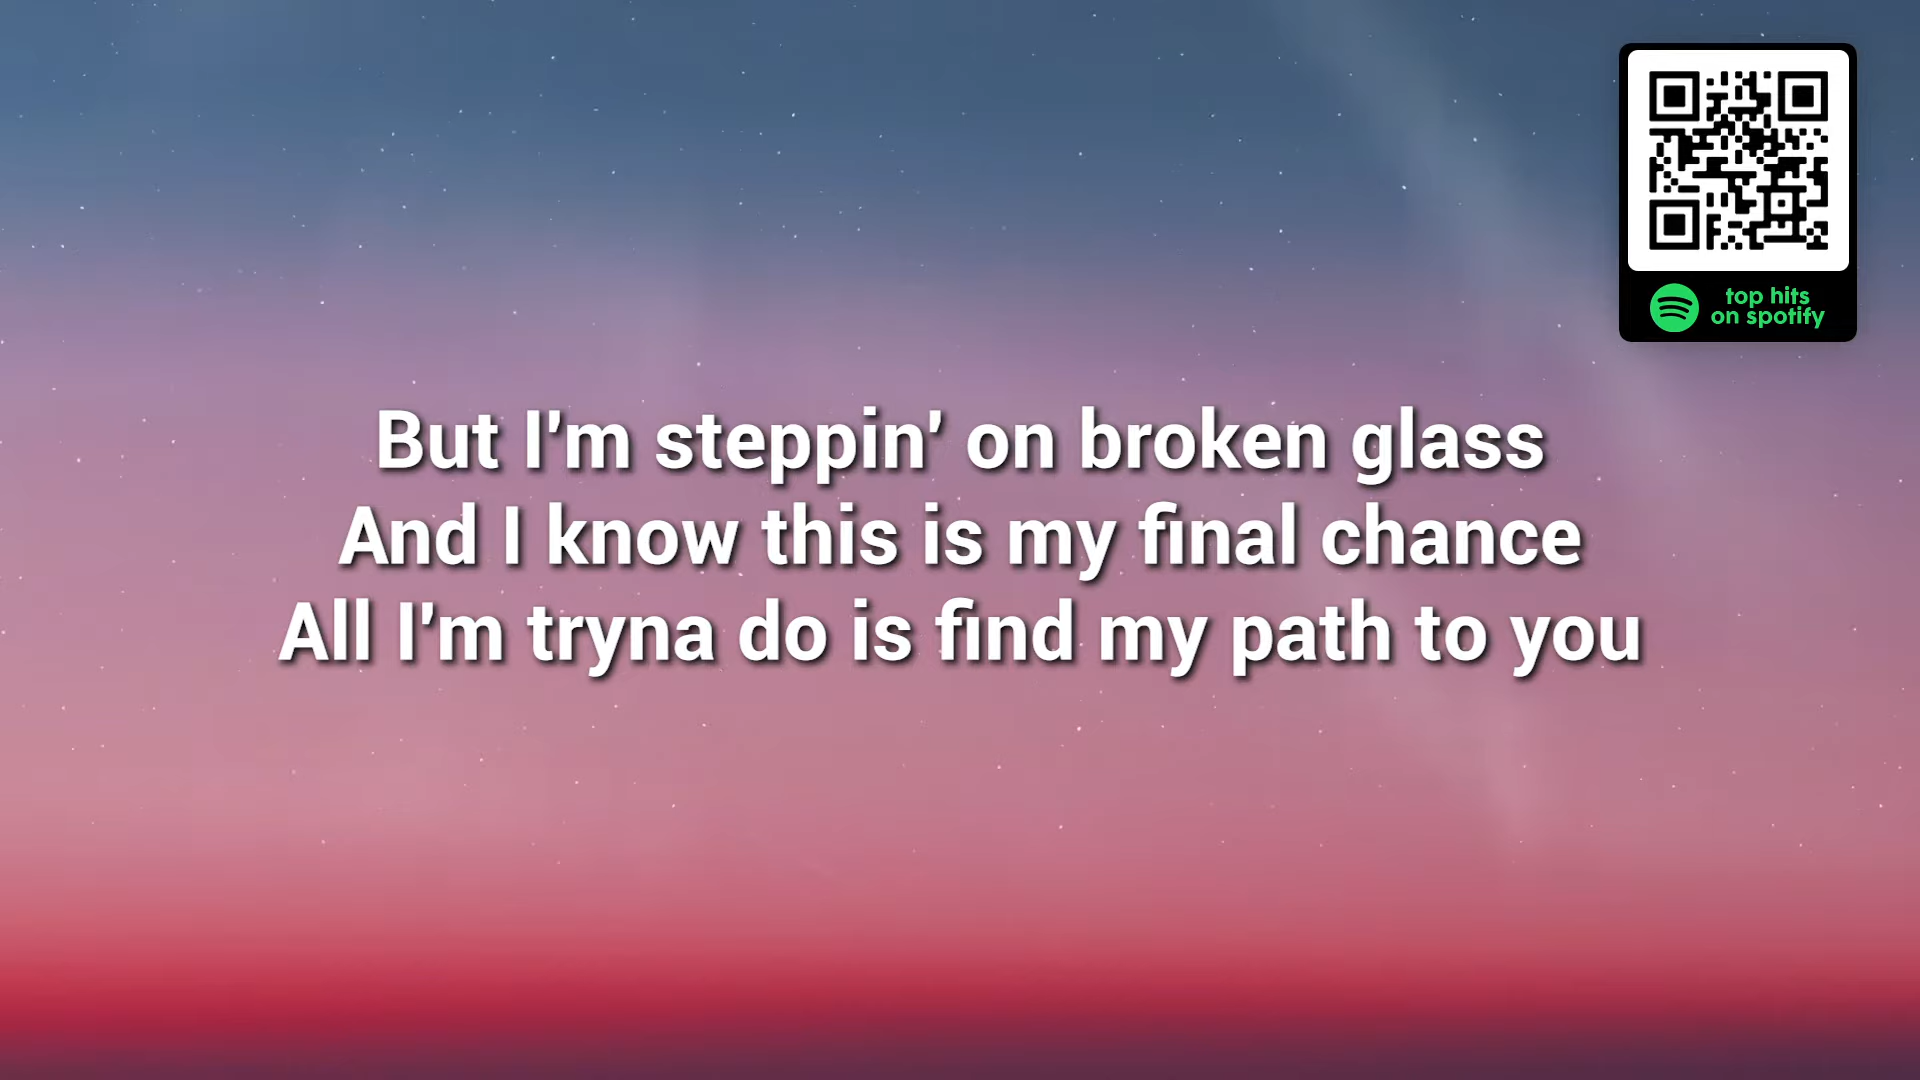 top hits
on spotify
But I'm steppin' on broken glass
And I know this is my final chance
All I'm tryna do is find my path to you